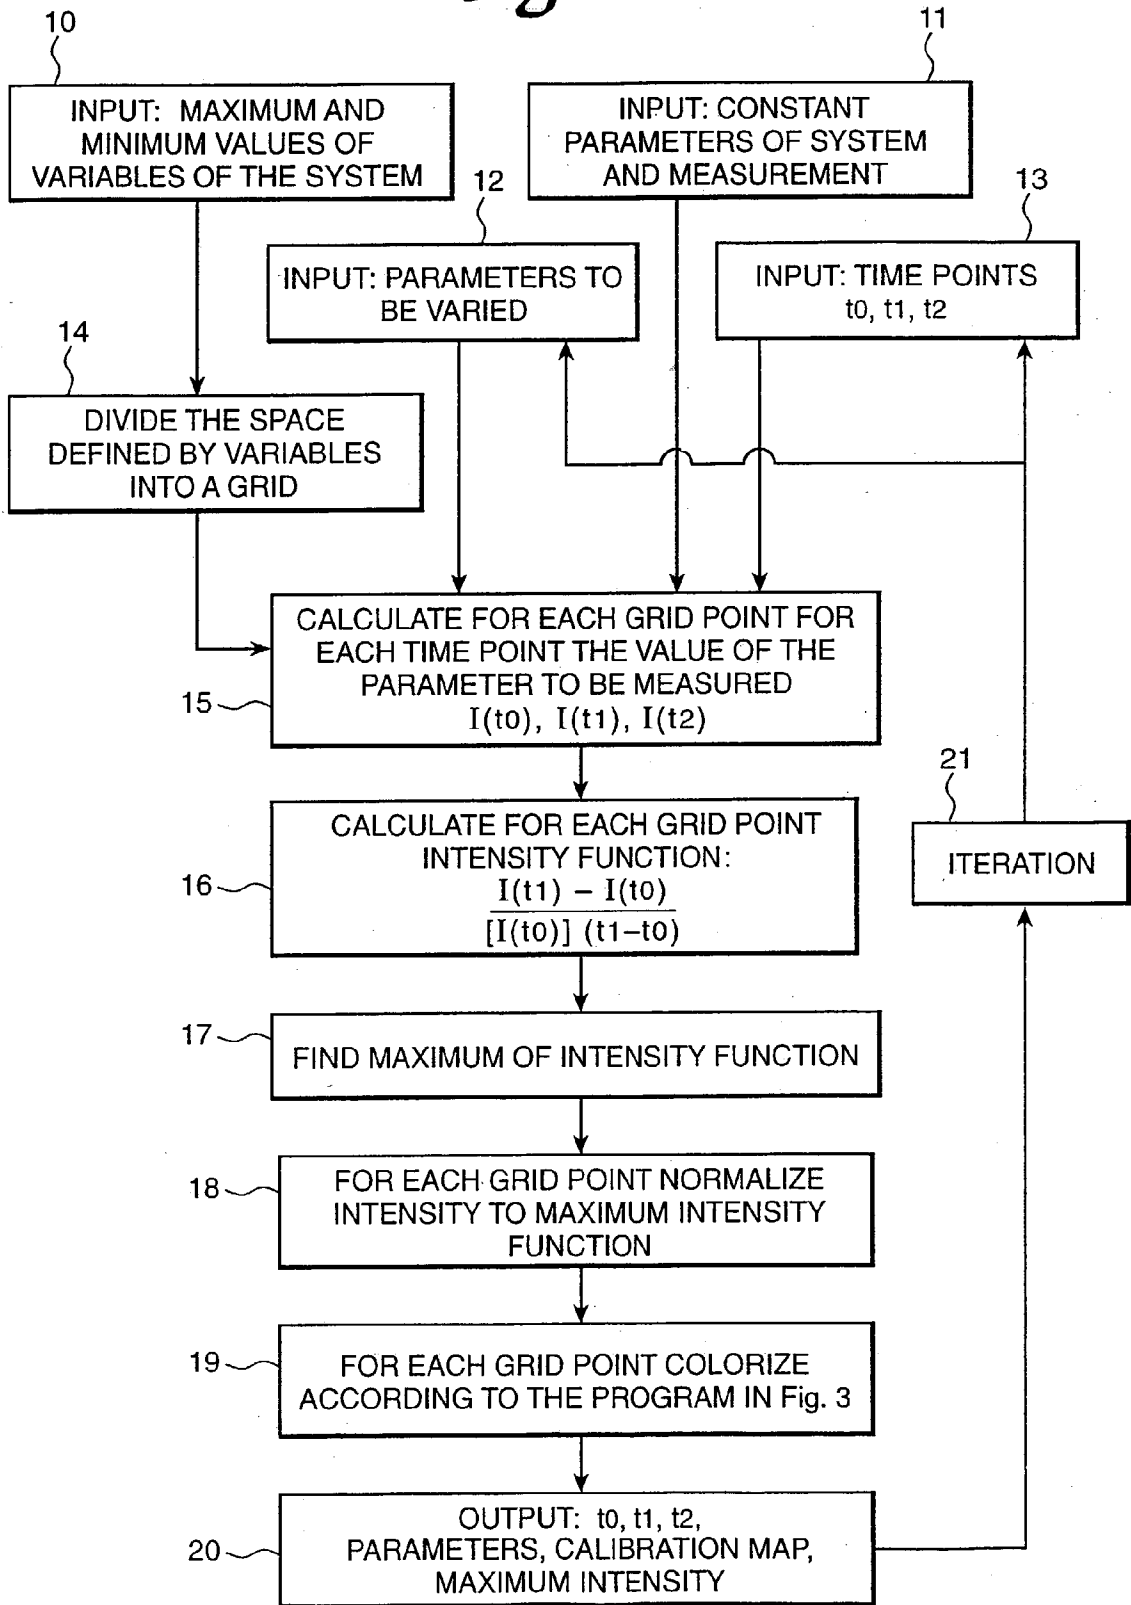 10
11
INPUT: MAXIMUM AND
MINIMUM VALUES OF
VARIABLES OF THE SYSTEM
INPUT: CONSTANT
PARAMETERS OF SYSTEM
AND MEASUREMENT
12
13
INPUT: PARAMETERS TO
BE VARIED
INPUT: TIME POINTS
t0, t1, t2
14
DIVIDE THE SPACE
DEFINED BY VARIABLES
INTO A GRID
CALCULATE FOR EACH GRID POINT FOR
EACH TIME POINT THE VALUE OF THE
PARAMETER TO BE MEASURED
I(t0), I(t1), I(t2)
15
CALCULATE FOR EACH GRID POINT
INTENSITY FUNCTION:
I(t1) – I(t0)
[I(t0)] (t1–t0)
16
21
ITERATION
17
FIND MAXIMUM OF INTENSITY FUNCTION
18
FOR EACH GRID POINT NORMALIZE
INTENSITY TO MAXIMUM INTENSITY
FUNCTION
19
FOR EACH GRID POINT COLORIZE
ACCORDING TO THE PROGRAM IN Fig. 3
20
OUTPUT: t0, t1, t2,
PARAMETERS, CALIBRATION MAP,
MAXIMUM INTENSITY